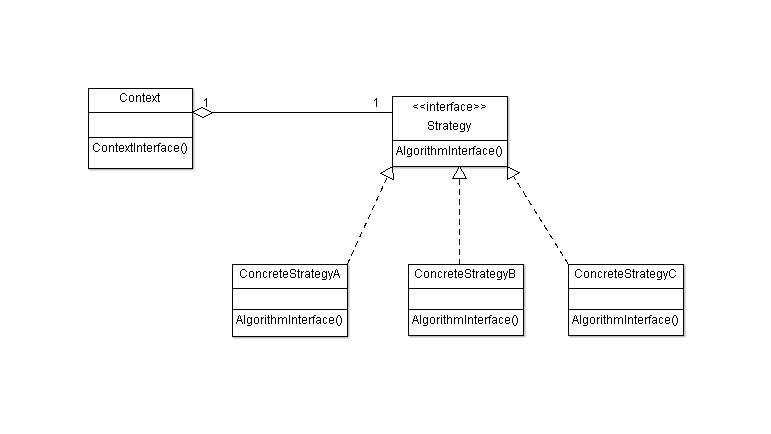 Context
ContextInterface()
1
1
<<interface>>
Strategy
AlgorithmInterface()
ConcreteStrategyA
AlgorithmInterface()
ConcreteStrategyB
AlgorithmInterface()
ConcreteStrategyC
AlgorithmInterface()